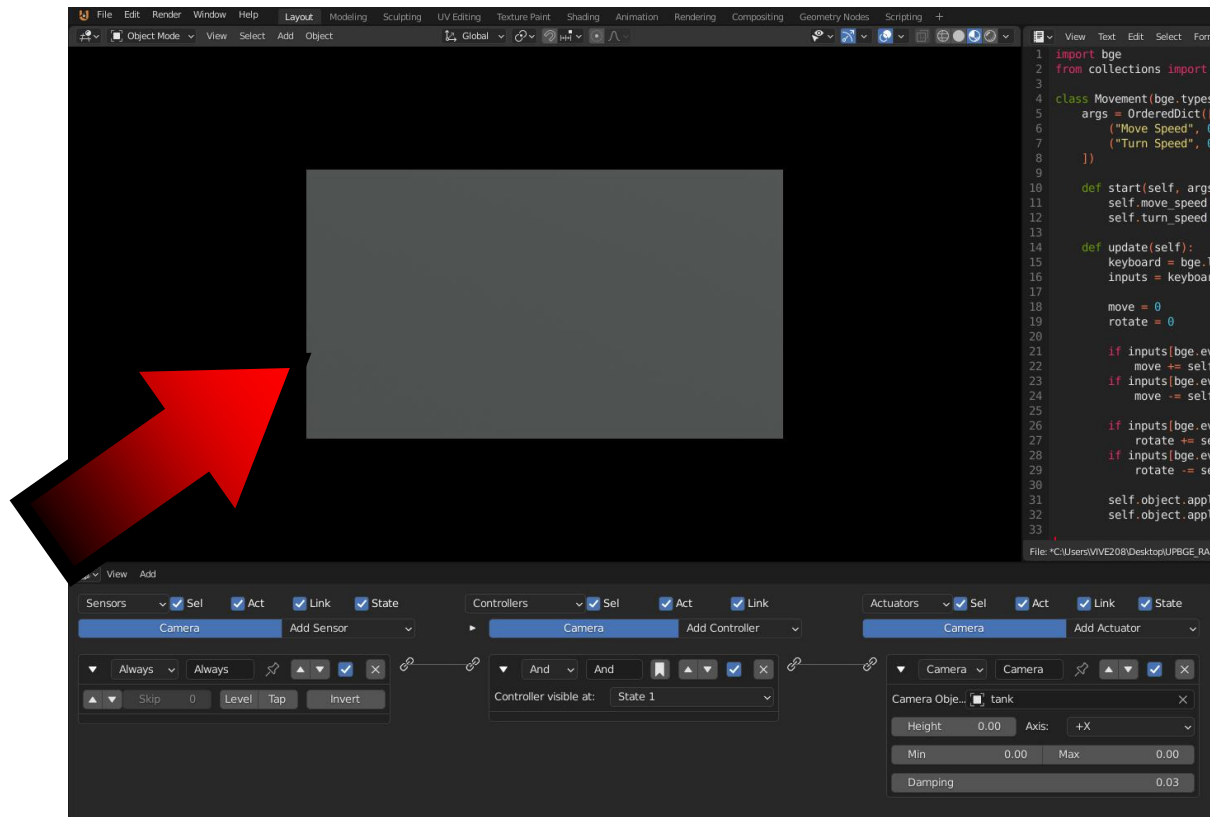 File Edit Render Window Help Layout Modeling Sculpting UV Editing Texture Paint Shading Animation Rendering Compositing Geometry Nodes Scripting +
Object Mode View Select Add Object Global View Text Edit Select
1 import bge
2 from collections import
3
4 class Movement(bge.types
5 args = OrderedDict([
6 ("Move Speed",
7 ("Turn Speed",
8 ])
9
10 def start(self, args
11 self.move_speed
12 self.turn_speed
13
14 def update(self):
15 keyboard = bge.
16 inputs = keyboar
17
18 move = 0
19 rotate = 0
20
21 if inputs[bge.ev
22 move += self
23 if inputs[bge.ev
24 move -= self
25
26 if inputs[bge.ev
27 rotate += se
28 if inputs[bge.ev
29 rotate -= se
30
31 self.object.appl
32 self.object.appl
33
File: *C:\Users\VIVE208\Desktop\UPBGE_RA
View Add
Sensors Sel Act Link State Controllers Sel Act Link Actuators Sel Act Link State
Camera Add Sensor Camera Add Controller Camera Add Actuator
Always Always And And Camera Camera
Skip 0 Level Tap Invert Controller visible at: State 1 Camera Obje... tank
Height 0.00 Axis: +X
Min 0.00 Max 0.00
Damping 0.03